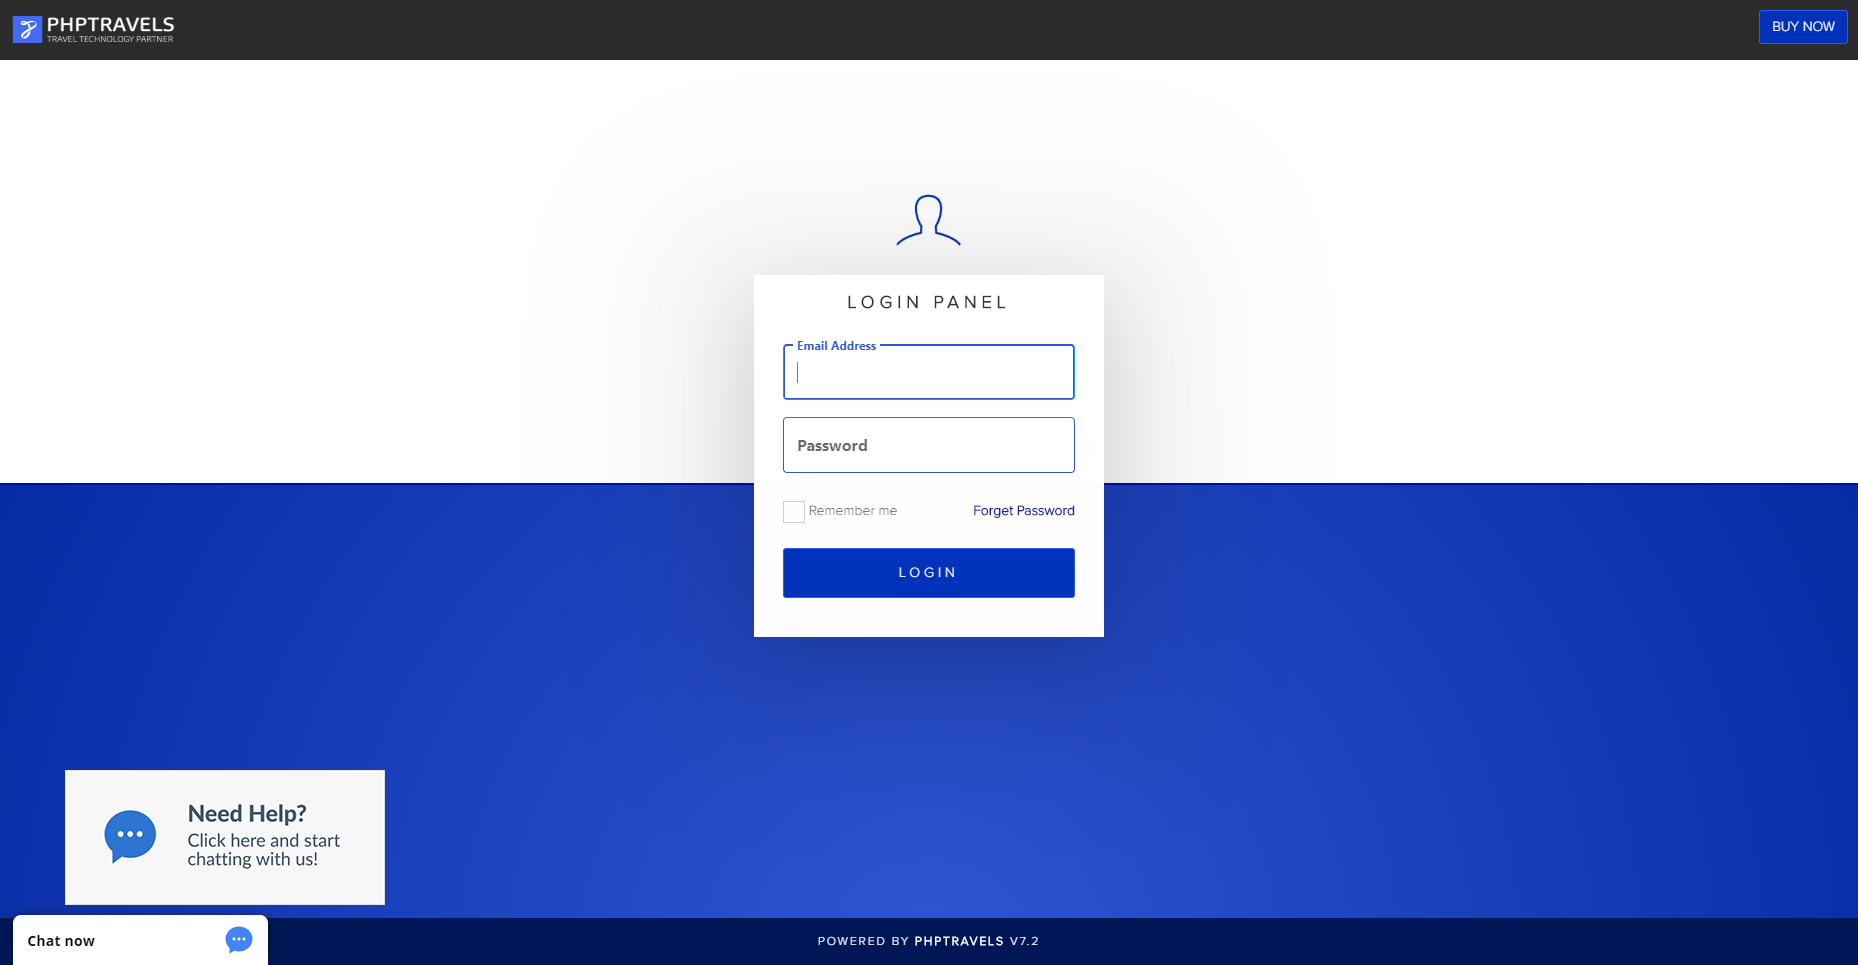 PHPTRAVELS
TRAVEL TECHNOLOGY PARTNER
BUY NOW
LOGIN PANEL
Email Address
Password
Remember me
Forget Password
LOGIN
Need Help?
Click here and start
chatting with us!
Chat now
POWERED BY PHPTRAVELS V7.2